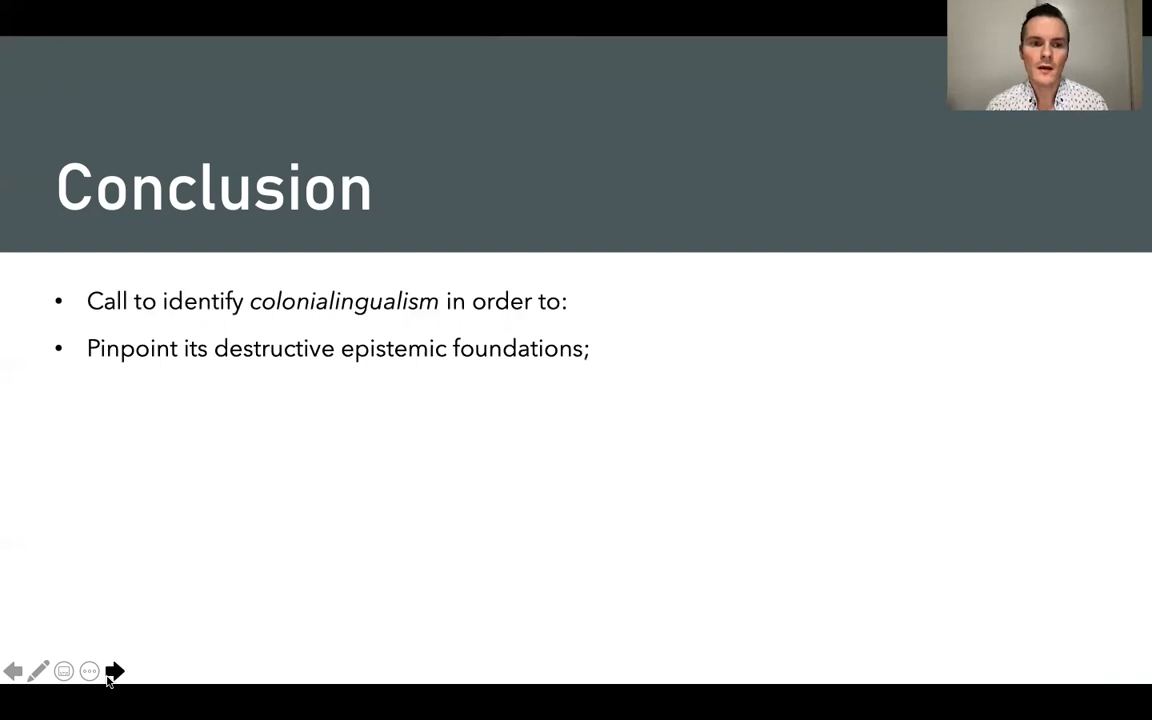 Conclusion
• Call to identify colonialingualism in order to:
• Pinpoint its destructive epistemic foundations;